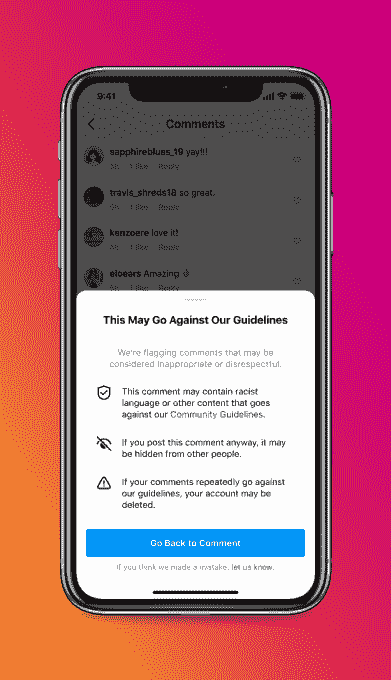 9:41
Comments
sapphireblues_19 yay!!!
1 like Reply
travis_shreds18 so great.
1 like Reply
kenzoere love it!
1 like Reply
eloears Amazing
1 like Reply
This May Go Against Our Guidelines
We're flagging comments that may be
considered inappropriate or disrespectful.
This comment may contain racist
language or other content that goes
against our Community Guidelines.
If you post this comment anyway, it may
be hidden from other people.
If your comments repeatedly go against
our guidelines, your account may be
deleted.
Go Back to Comment
If you think we made a mistake, let us know.